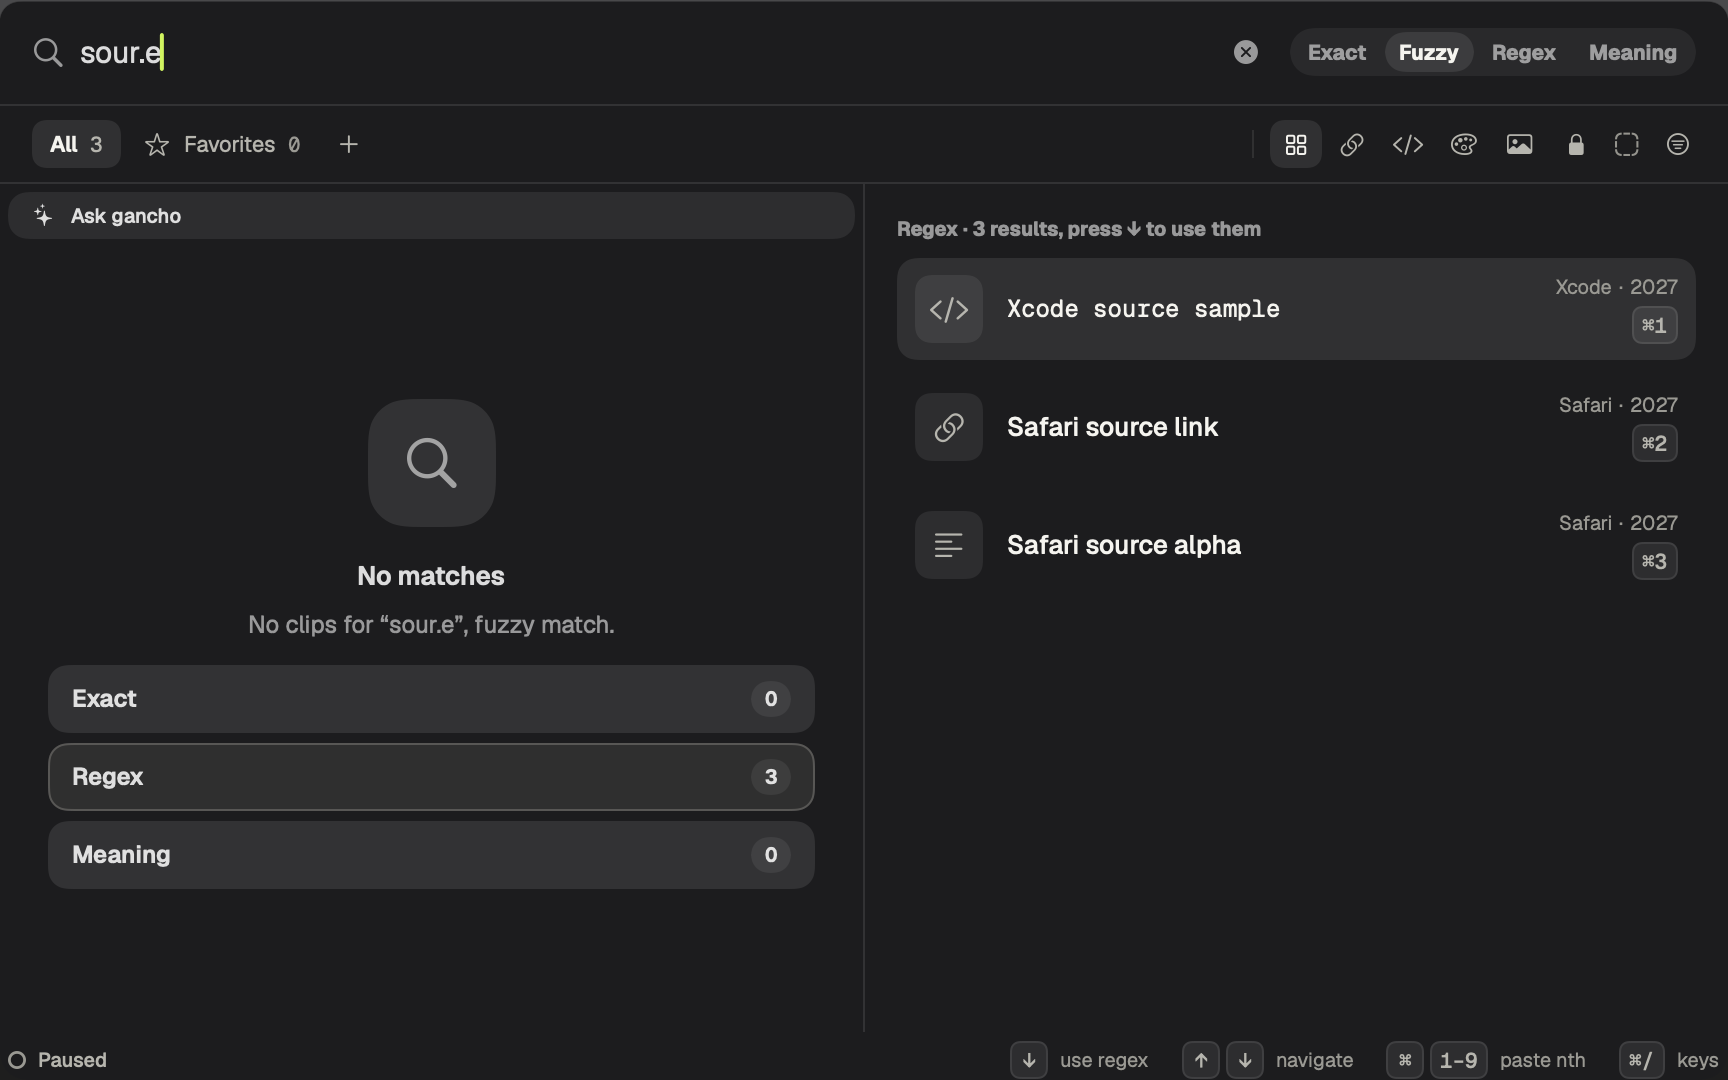 sour.e
Exact Fuzzy Regex Meaning
All 3 Favorites 0 +
Ask gancho
Regex · 3 results, press ↓ to use them
Xcode source sample
Xcode · 2027
⌘1
Safari source link
Safari · 2027
⌘2
Safari source alpha
Safari · 2027
⌘3
No matches
No clips for “sour.e”, fuzzy match.
Exact 0
Regex 3
Meaning 0
Paused
↓ use regex ↑ ↓ navigate ⌘ 1-9 paste nth ⌘/ keys